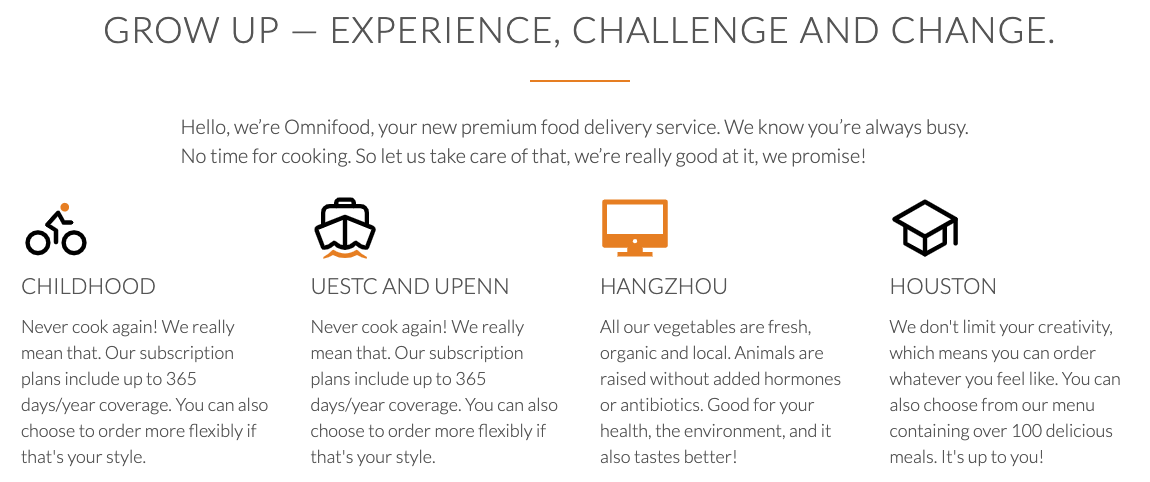 GROW UP — EXPERIENCE, CHALLENGE AND CHANGE.
Hello, we’re Omnifood, your new premium food delivery service. We know you’re always busy.
No time for cooking. So let us take care of that, we’re really good at it, we promise!
CHILDHOOD
Never cook again! We really
mean that. Our subscription
plans include up to 365
days/year coverage. You can also
choose to order more flexibly if
that's your style.
UESTC AND UPENN
Never cook again! We really
mean that. Our subscription
plans include up to 365
days/year coverage. You can also
choose to order more flexibly if
that's your style.
HANGZHOU
All our vegetables are fresh,
organic and local. Animals are
raised without added hormones
or antibiotics. Good for your
health, the environment, and it
also tastes better!
HOUSTON
We don't limit your creativity,
which means you can order
whatever you feel like. You can
also choose from our menu
containing over 100 delicious
meals. It's up to you!